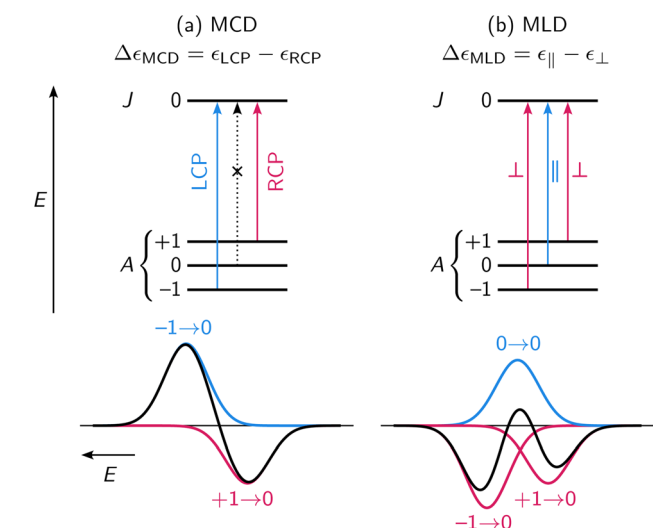 (a) MCD
Δϵ_MCD = ϵ_LCP − ϵ_RCP
J 0
LCP
×
RCP
E
+1
A { 0
−1
−1→0
+1→0
E
(b) MLD
Δϵ_MLD = ϵ_∥ − ϵ_⊥
J 0
⊥ ∥ ⊥
+1
A { 0
−1
0→0
+1→0
−1→0